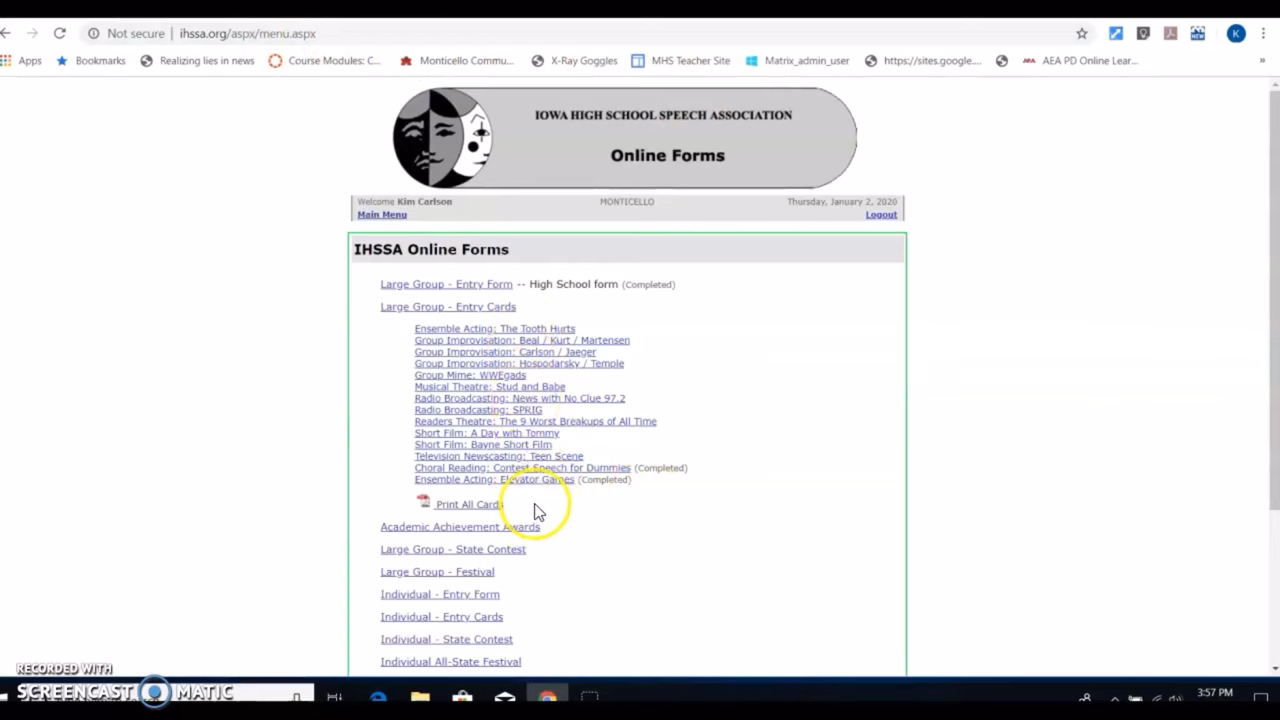 Not secure | ihssa.org/aspx/menu.aspx
K
Apps Bookmarks Realizing lies in news Course Modules: C... Monticello Commu... X-Ray Goggles MHS Teacher Site Matrix_admin_user https://sites.google.... AEA PD Online Lear... »
IOWA HIGH SCHOOL SPEECH ASSOCIATION
Online Forms
Welcome Kim Carlson MONTICELLO Thursday, January 2, 2020
Main Menu Logout
IHSSA Online Forms
Large Group - Entry Form -- High School form (Completed)
Large Group - Entry Cards
Ensemble Acting: The Tooth Hurts
Group Improvisation: Beal / Kurt / Martensen
Group Improvisation: Carlson / Jaeger
Group Improvisation: Hospodarsky / Temple
Group Mime: WWEgads
Musical Theatre: Stud and Babe
Radio Broadcasting: News with No Clue 97.2
Radio Broadcasting: SPRIG
Readers Theatre: The 9 Worst Breakups of All Time
Short Film: A Day with Tommy
Short Film: Bayne Short Film
Television Newscasting: Teen Scene
Choral Reading: Contest Speech for Dummies (Completed)
Ensemble Acting: Elevator Games (Completed)
Print All Cards
Academic Achievement Awards
Large Group - State Contest
Large Group - Festival
Individual - Entry Form
Individual - Entry Cards
Individual - State Contest
Individual All-State Festival
RECORDED WITH
SCREENCAST MATIC
3:57 PM